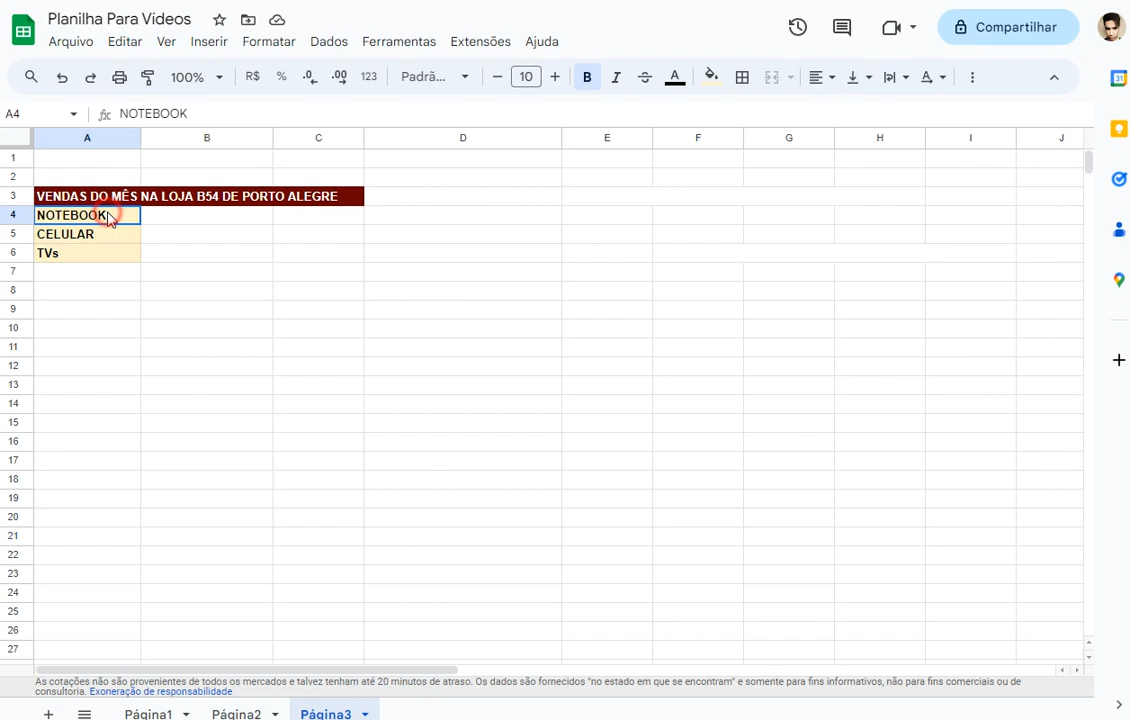 Planilha Para Vídeos
Arquivo Editar Ver Inserir Formatar Dados Ferramentas Extensões Ajuda
Compartilhar
100% R$ % .0 .00 123 Padrã... 10 B I S A
A4 fx NOTEBOOK
A B C D E F G H I J
1
2
3 VENDAS DO MÊS NA LOJA B54 DE PORTO ALEGRE
4 NOTEBOOK
5 CELULAR
6 TVs
7
8
9
10
11
12
13
14
15
16
17
18
19
20
21
22
23
24
25
26
27
As cotações não são provenientes de todos os mercados e talvez tenham até 20 minutos de atraso. Os dados são fornecidos "no estado em que se encontram" e somente para fins informativos, não para fins comerciais ou de
consultoria. Exoneração de responsabilidade
Página1 Página2 Página3